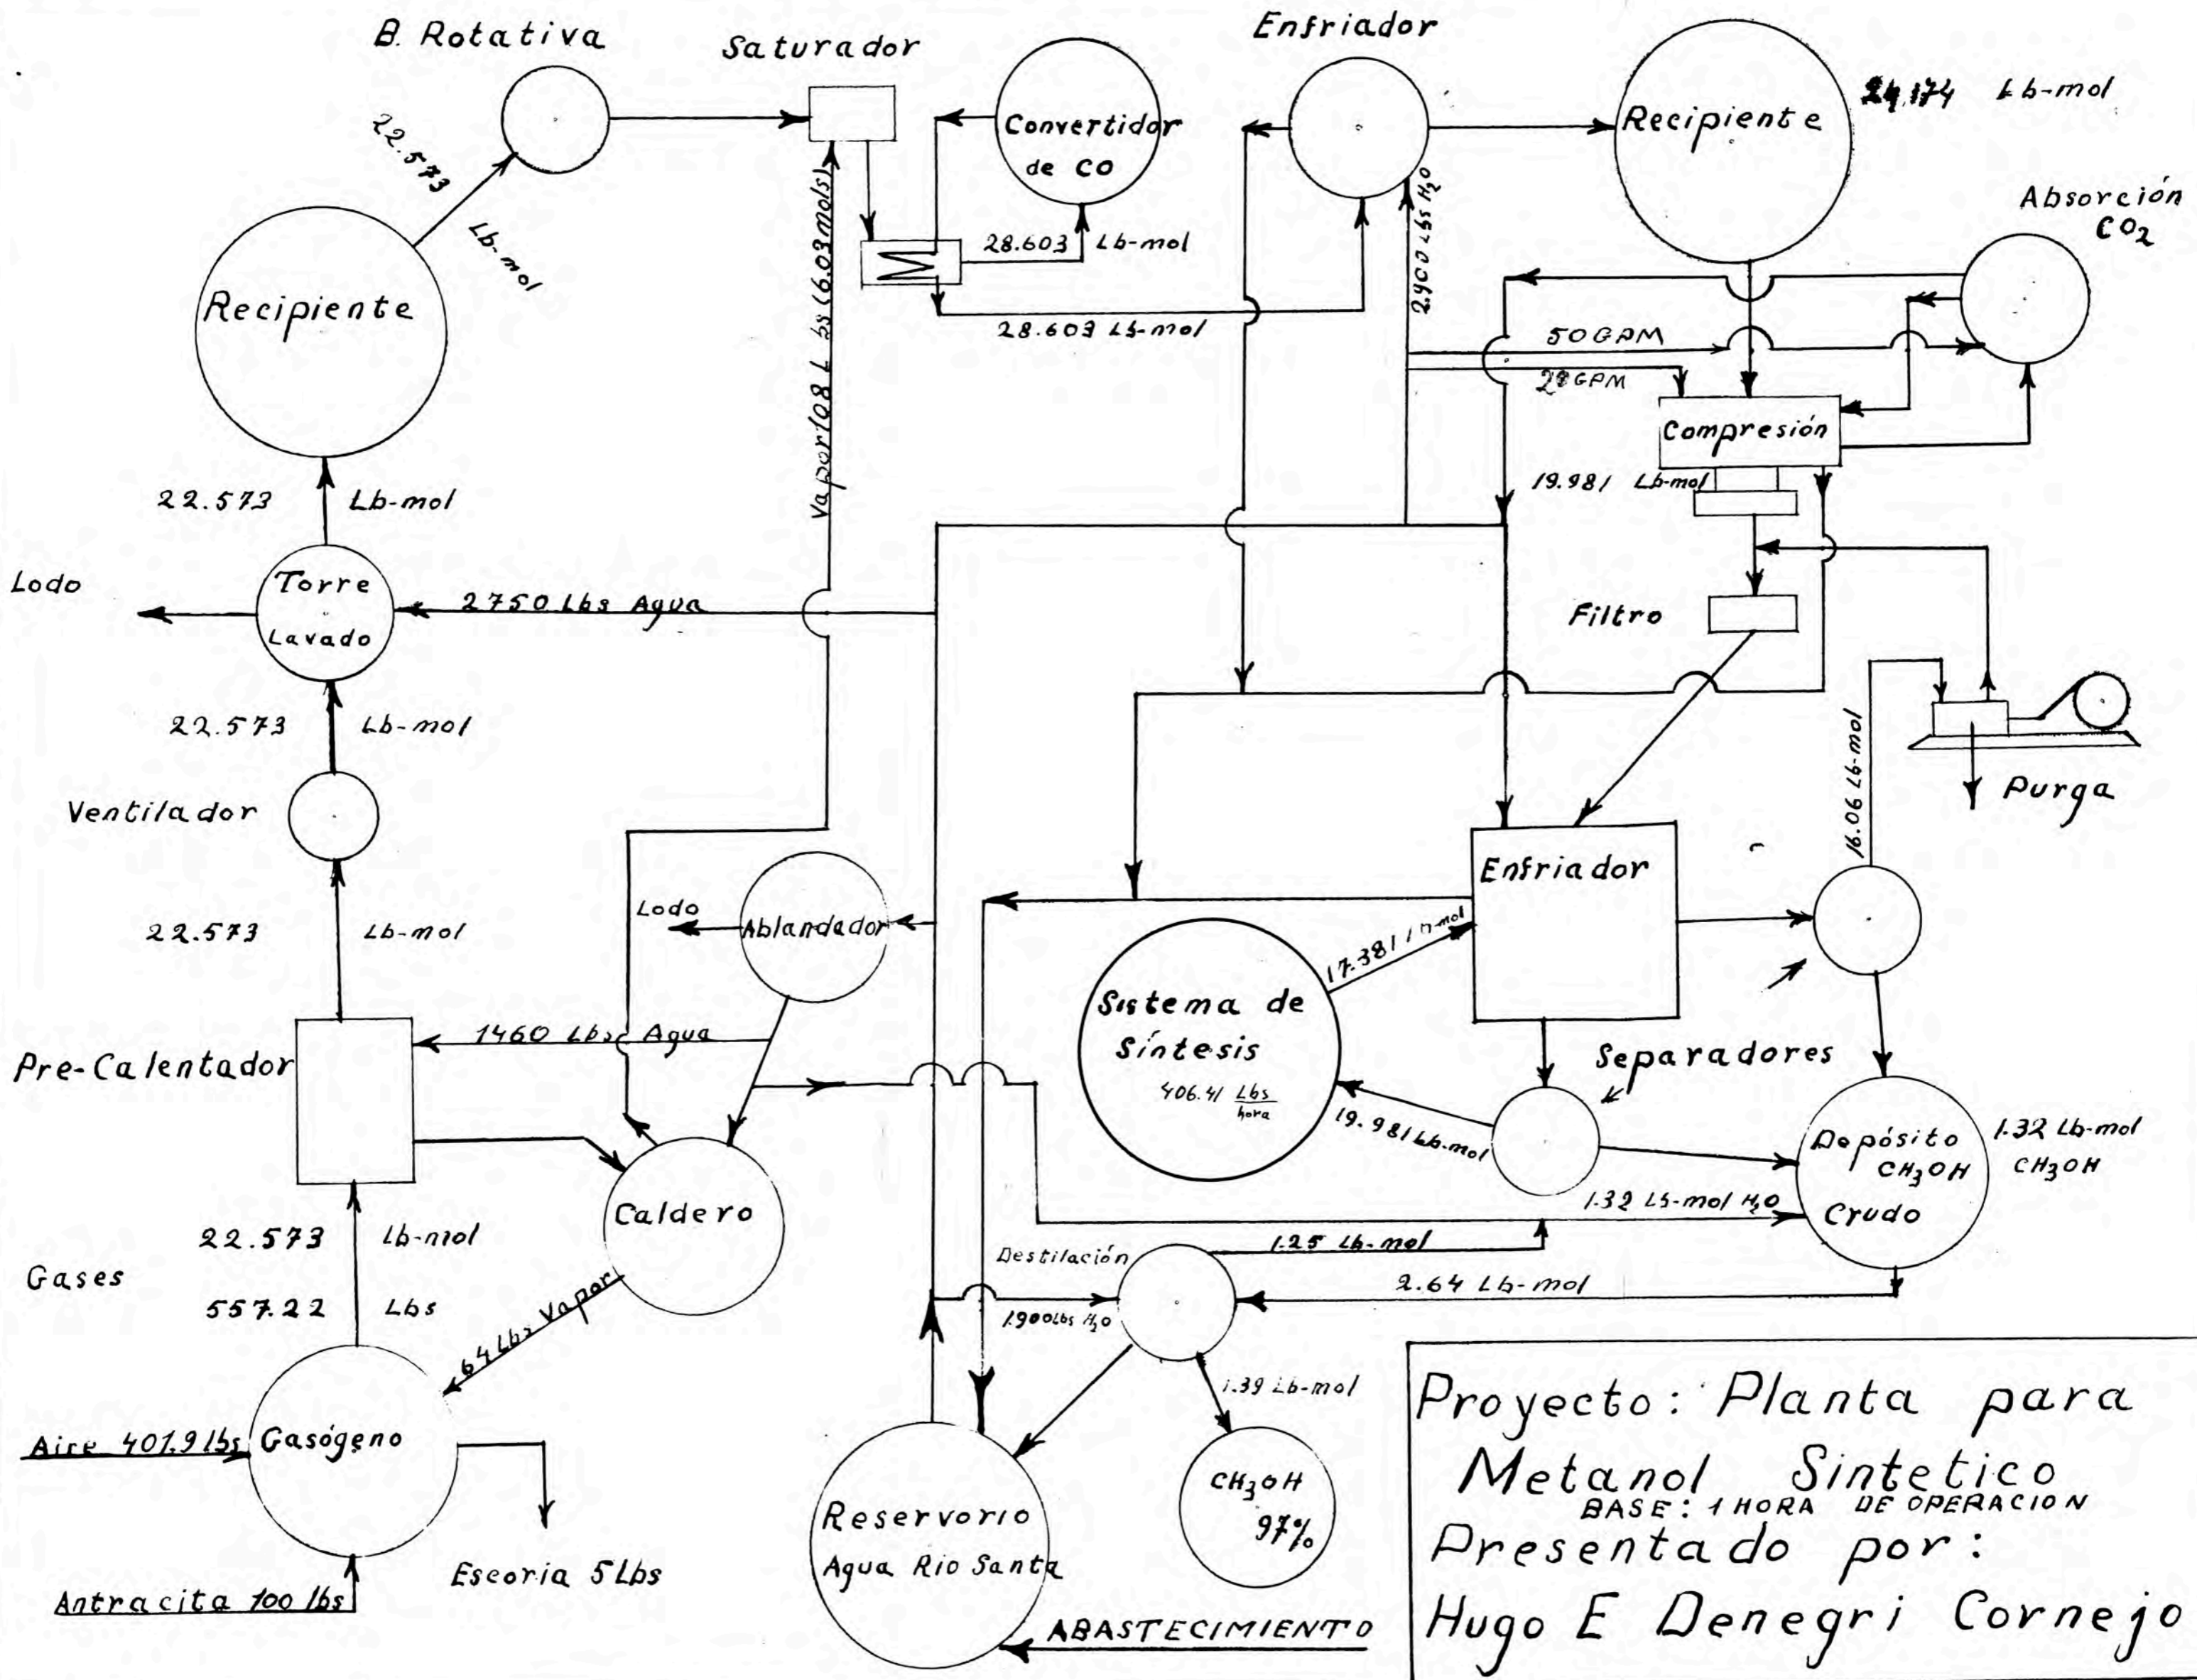 B. Rotativa
Saturador
Enfriador
Recipiente
24.174 Lb-mol
22.573
Lb-mol
Convertidor
de CO
Absorción
CO2
Vapor 108 Lbs (6.03 mols)
28.603 Lb-mol
28.603 Lb-mol
2.900 Lbs H2O
50 GPM
GPM
Recipiente
Compresión
19.981 Lb-mol
22.573 Lb-mol
Lodo
Torre
Lavado
2750 Lbs Agua
Filtro
22.573 Lb-mol
Ventilador
16.06 Lb-mol
Purga
22.573 Lb-mol
Lodo
Ablandador
Enfriador
17.381 Lb-mol
Sistema de
Síntesis
406.41 Lbs
hora
Separadores
19.981 Lb-mol
Pre-Calentador
1460 Lbs Agua
Caldero
Depósito
CH3OH
Crudo
1.32 Lb-mol
CH3OH
1.32 Lb-mol H2O
22.573 Lb-mol
Gases
557.22 Lbs
64 Lbs Vapor
Destilación
1.25 Lb-mol
2.64 Lb-mol
1.900 Lbs H2O
1.39 Lb-mol
Aire 401.9 lbs
Gasógeno
Escoria 5 Lbs
Antracita 100 lbs
Reservorio
Agua Rio Santa
CH3OH
97%
ABASTECIMIENTO
Proyecto: Planta para
Metanol Sintetico
BASE: 1 HORA DE OPERACION
Presentado por:
Hugo E Denegri Cornejo